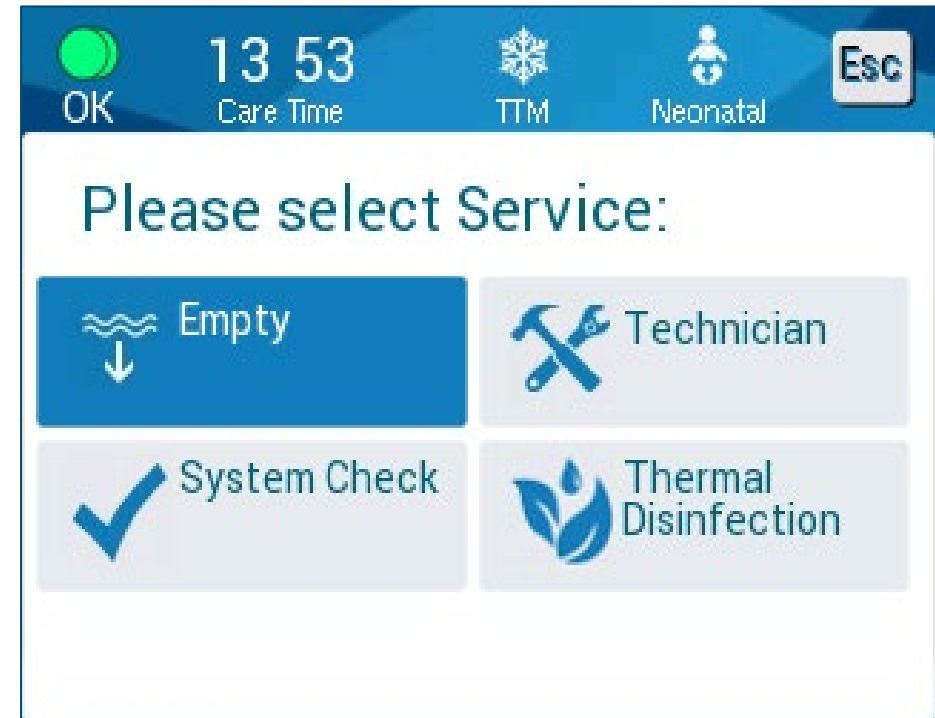 13 53
Esc
OK
Care Time
TTM
Neonatal
Please select Service:
Empty
Technician
System Check
Thermal
Disinfection